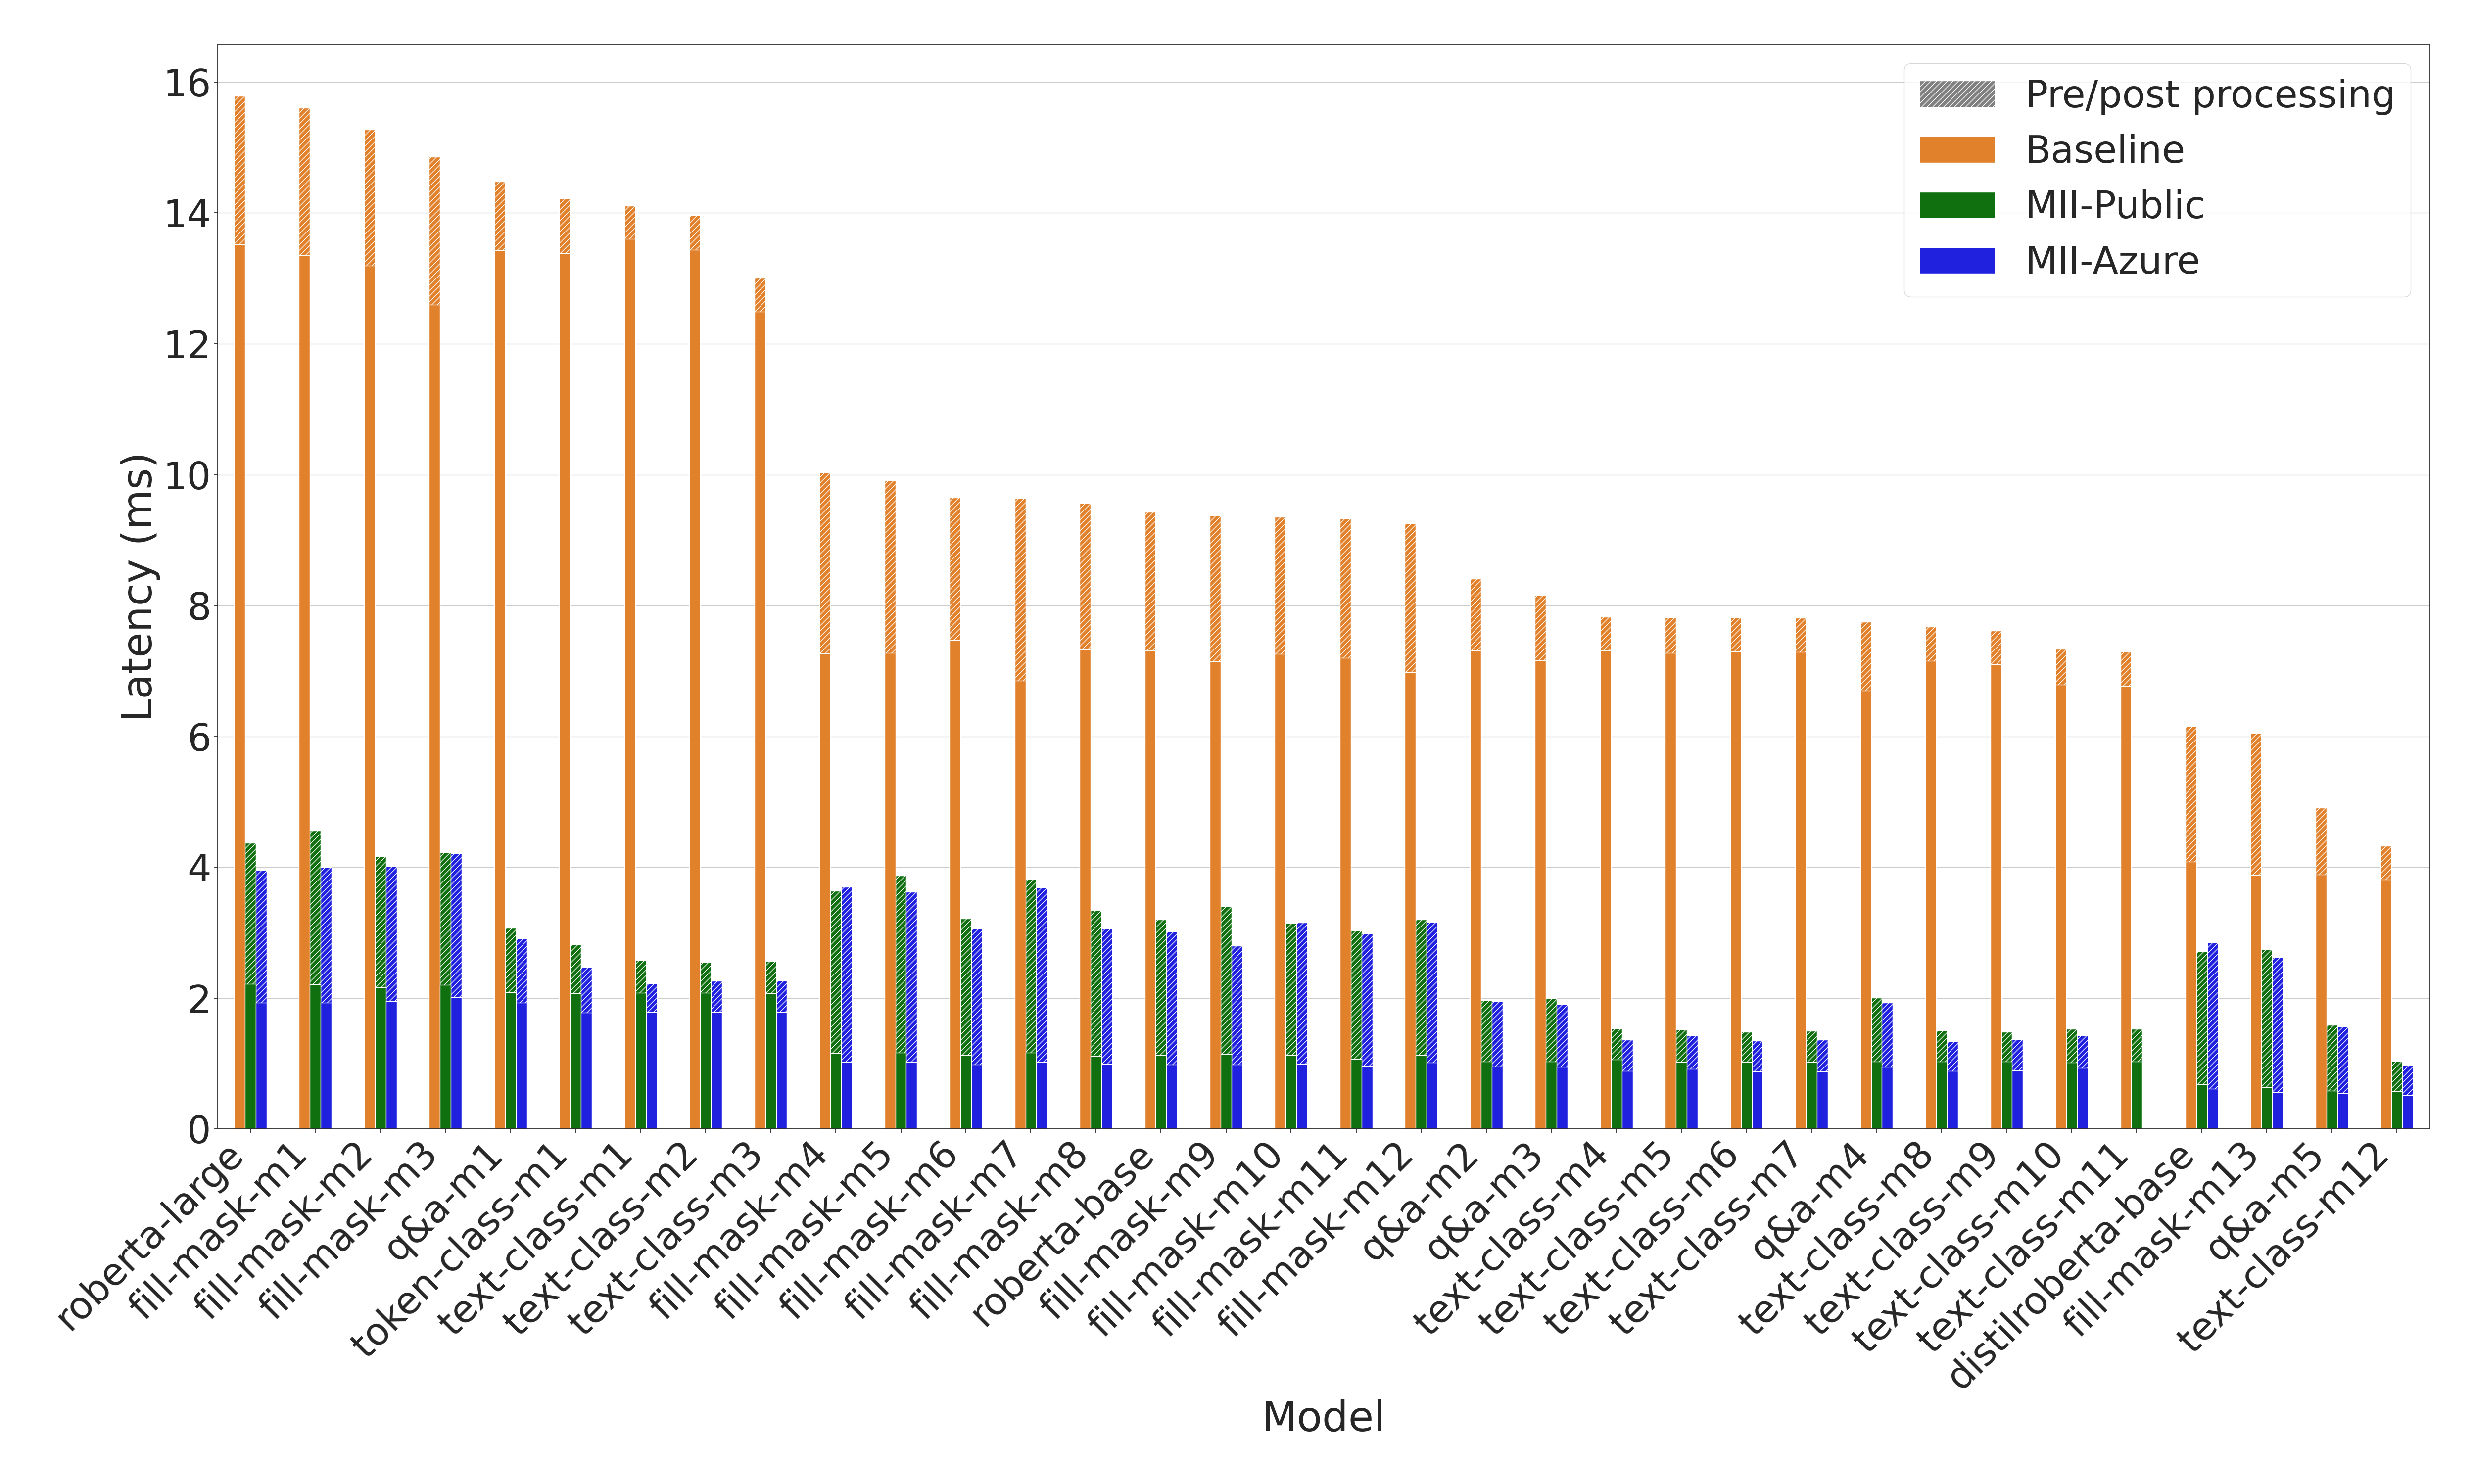 Pre/post processing
Baseline
MII-Public
MII-Azure
Latency (ms)
16
14
12
10
8
6
4
2
0
roberta-large
fill-mask-m1
fill-mask-m2
fill-mask-m3
q&a-m1
token-class-m1
text-class-m1
text-class-m2
text-class-m3
fill-mask-m4
fill-mask-m5
fill-mask-m6
fill-mask-m7
fill-mask-m8
roberta-base
fill-mask-m9
fill-mask-m10
fill-mask-m11
fill-mask-m12
q&a-m2
q&a-m3
text-class-m4
text-class-m5
text-class-m6
text-class-m7
q&a-m4
text-class-m8
text-class-m9
text-class-m10
text-class-m11
distilroberta-base
fill-mask-m13
q&a-m5
text-class-m12
Model